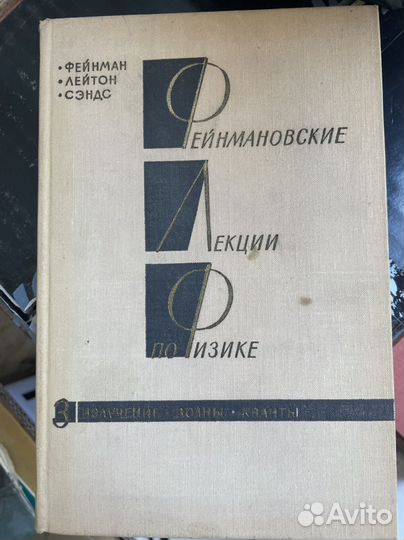 • ФЕЙНМАН
• ЛЕЙТОН
• СЭНДС
ФЕЙНМАНОВСКИЕ
ЛЕКЦИИ
ПО ФИЗИКЕ
3 ИЗЛУЧЕНИЕ · ВОЛНЫ · КВАНТЫ
Avito